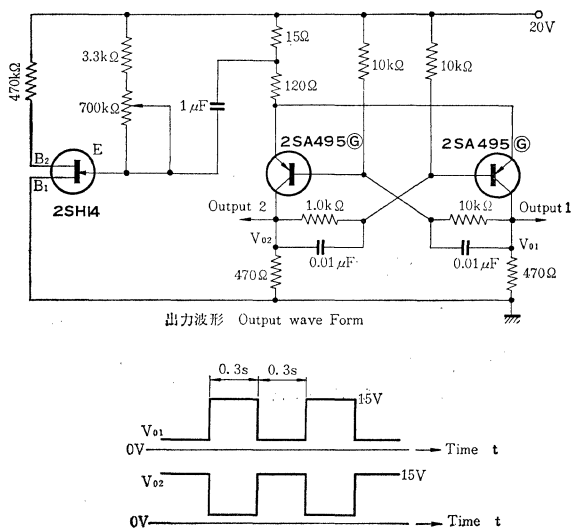 20V
15Ω
3.3kΩ
470kΩ
10kΩ
10kΩ
120Ω
700kΩ
1μF
2SA495Ⓖ
2SA495Ⓖ
E
B₂
B₁
2SH14
Output 2
1.0kΩ
10kΩ
Output 1
V₀₂
V₀₁
0.01μF
0.01μF
470Ω
470Ω
出力波形 Output wave Form
0.3s 0.3s
15V
V₀₁
0V
Time t
V₀₂
15V
0V
Time t